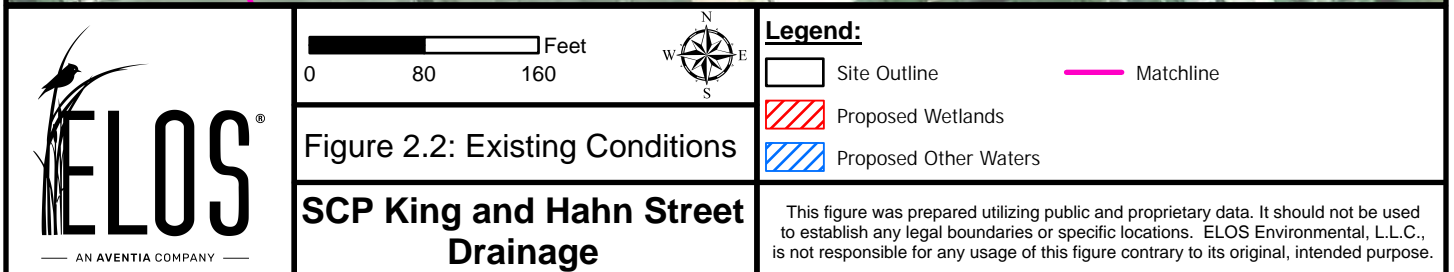 ELOS®
AN AVENTIA COMPANY
Feet
0 80 160
N
W E
S
Figure 2.2: Existing Conditions
SCP King and Hahn Street
Drainage
Legend:
Site Outline
Matchline
Proposed Wetlands
Proposed Other Waters
This figure was prepared utilizing public and proprietary data. It should not be used
to establish any legal boundaries or specific locations. ELOS Environmental, L.L.C.,
is not responsible for any usage of this figure contrary to its original, intended purpose.